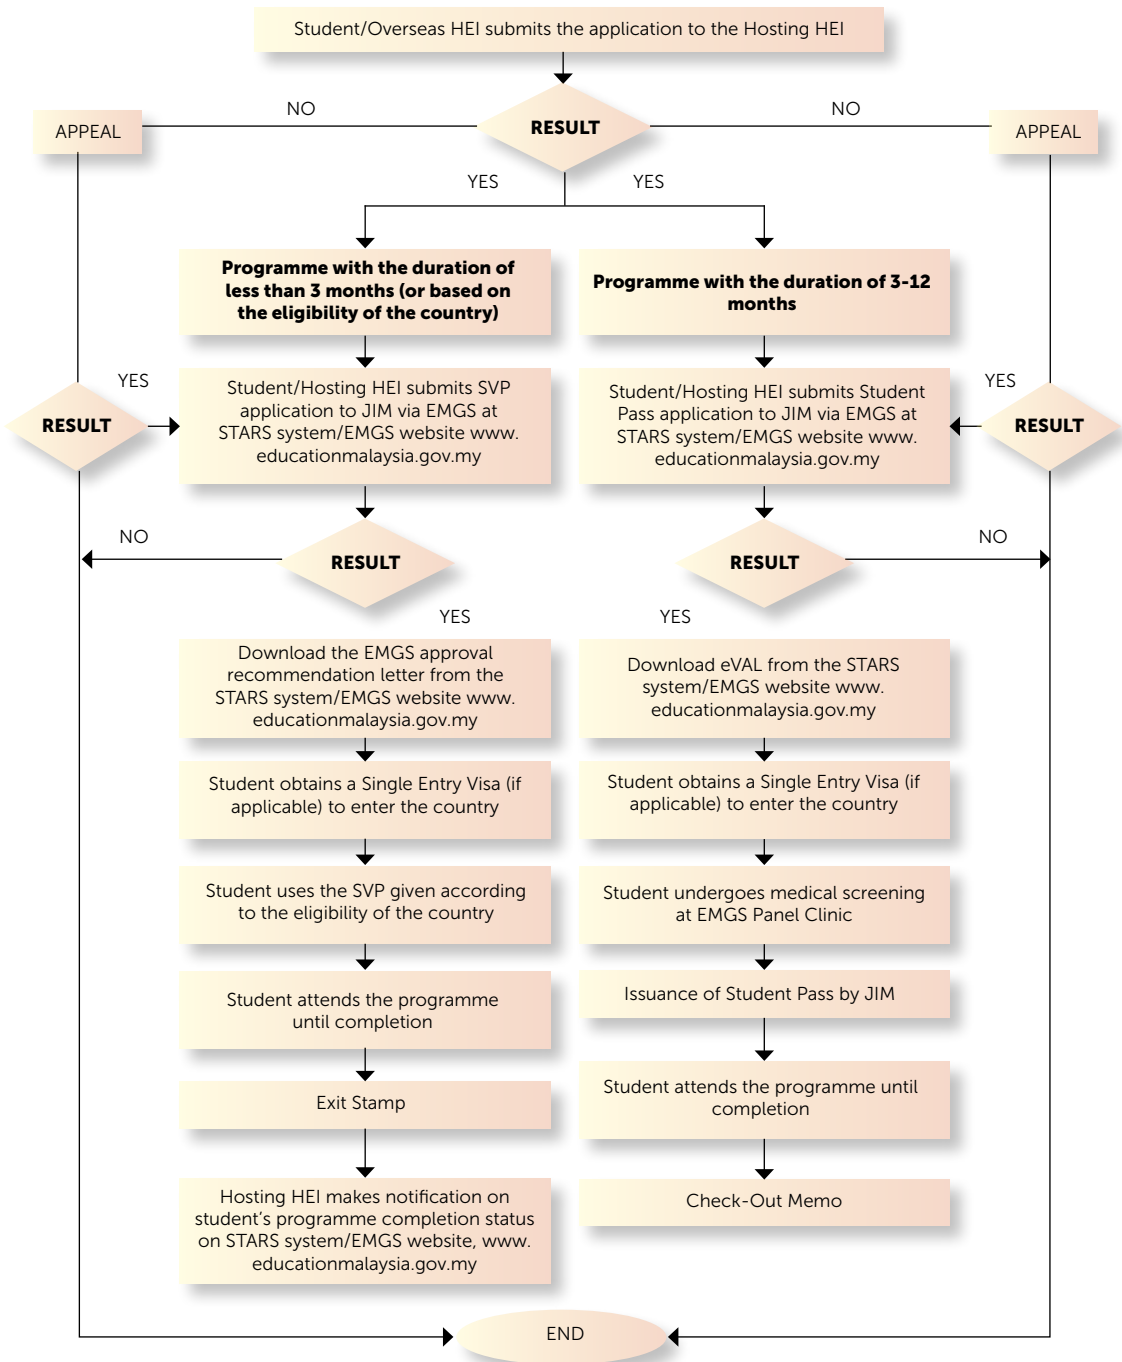 Student/Overseas HEI submits the application to the Hosting HEI
NO
NO
APPEAL
RESULT
APPEAL
YES
YES
Programme with the duration of
less than 3 months (or based on
the eligibility of the country)
Programme with the duration of 3-12
months
YES
Student/Hosting HEI submits SVP
application to JIM via EMGS at
STARS system/EMGS website www.
educationmalaysia.gov.my
Student/Hosting HEI submits Student
Pass application to JIM via EMGS at
STARS system/EMGS website www.
educationmalaysia.gov.my
YES
RESULT
RESULT
NO
RESULT
RESULT
NO
YES
YES
Download the EMGS approval
recommendation letter from the
STARS system/EMGS website www.
educationmalaysia.gov.my
Download eVAL from the STARS
system/EMGS website www.
educationmalaysia.gov.my
Student obtains a Single Entry Visa (if
applicable) to enter the country
Student obtains a Single Entry Visa (if
applicable) to enter the country
Student uses the SVP given according
to the eligibility of the country
Student undergoes medical screening
at EMGS Panel Clinic
Student attends the programme
until completion
Issuance of Student Pass by JIM
Exit Stamp
Student attends the programme until
completion
Hosting HEI makes notification on
student's programme completion status
on STARS system/EMGS website, www.
educationmalaysia.gov.my
Check-Out Memo
END